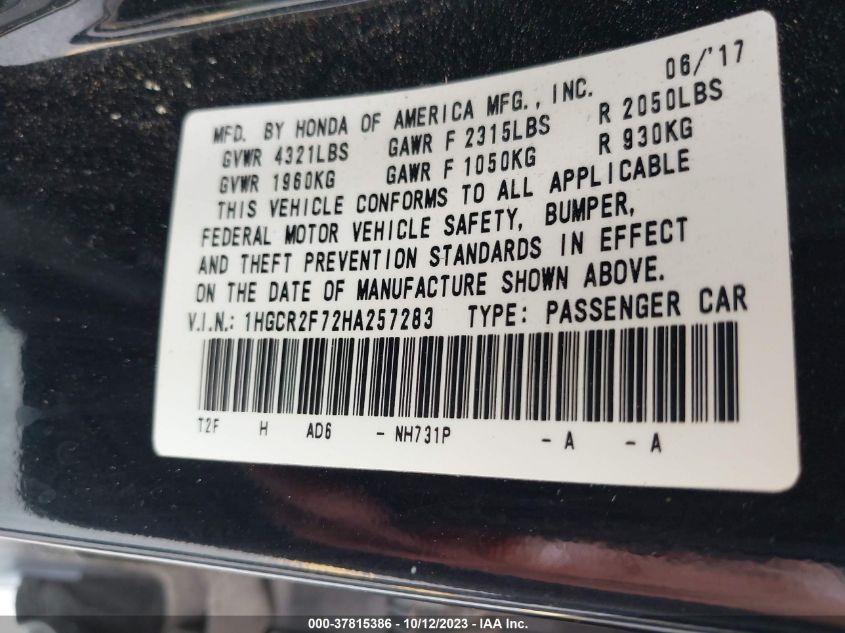 06/'17
MFD. BY HONDA OF AMERICA MFG., INC.
GVWR 4321LBS GAWR F 2315LBS R 2050LBS
GVWR 1960KG GAWR F 1050KG R 930KG
THIS VEHICLE CONFORMS TO ALL APPLICABLE
FEDERAL MOTOR VEHICLE SAFETY, BUMPER,
AND THEFT PREVENTION STANDARDS IN EFFECT
ON THE DATE OF MANUFACTURE SHOWN ABOVE.
V.I.N.: 1HGCR2F72HA257283 TYPE: PASSENGER CAR
T2F H AD6 - NH731P - A - A
000-37815386 - 10/12/2023 - IAA Inc.